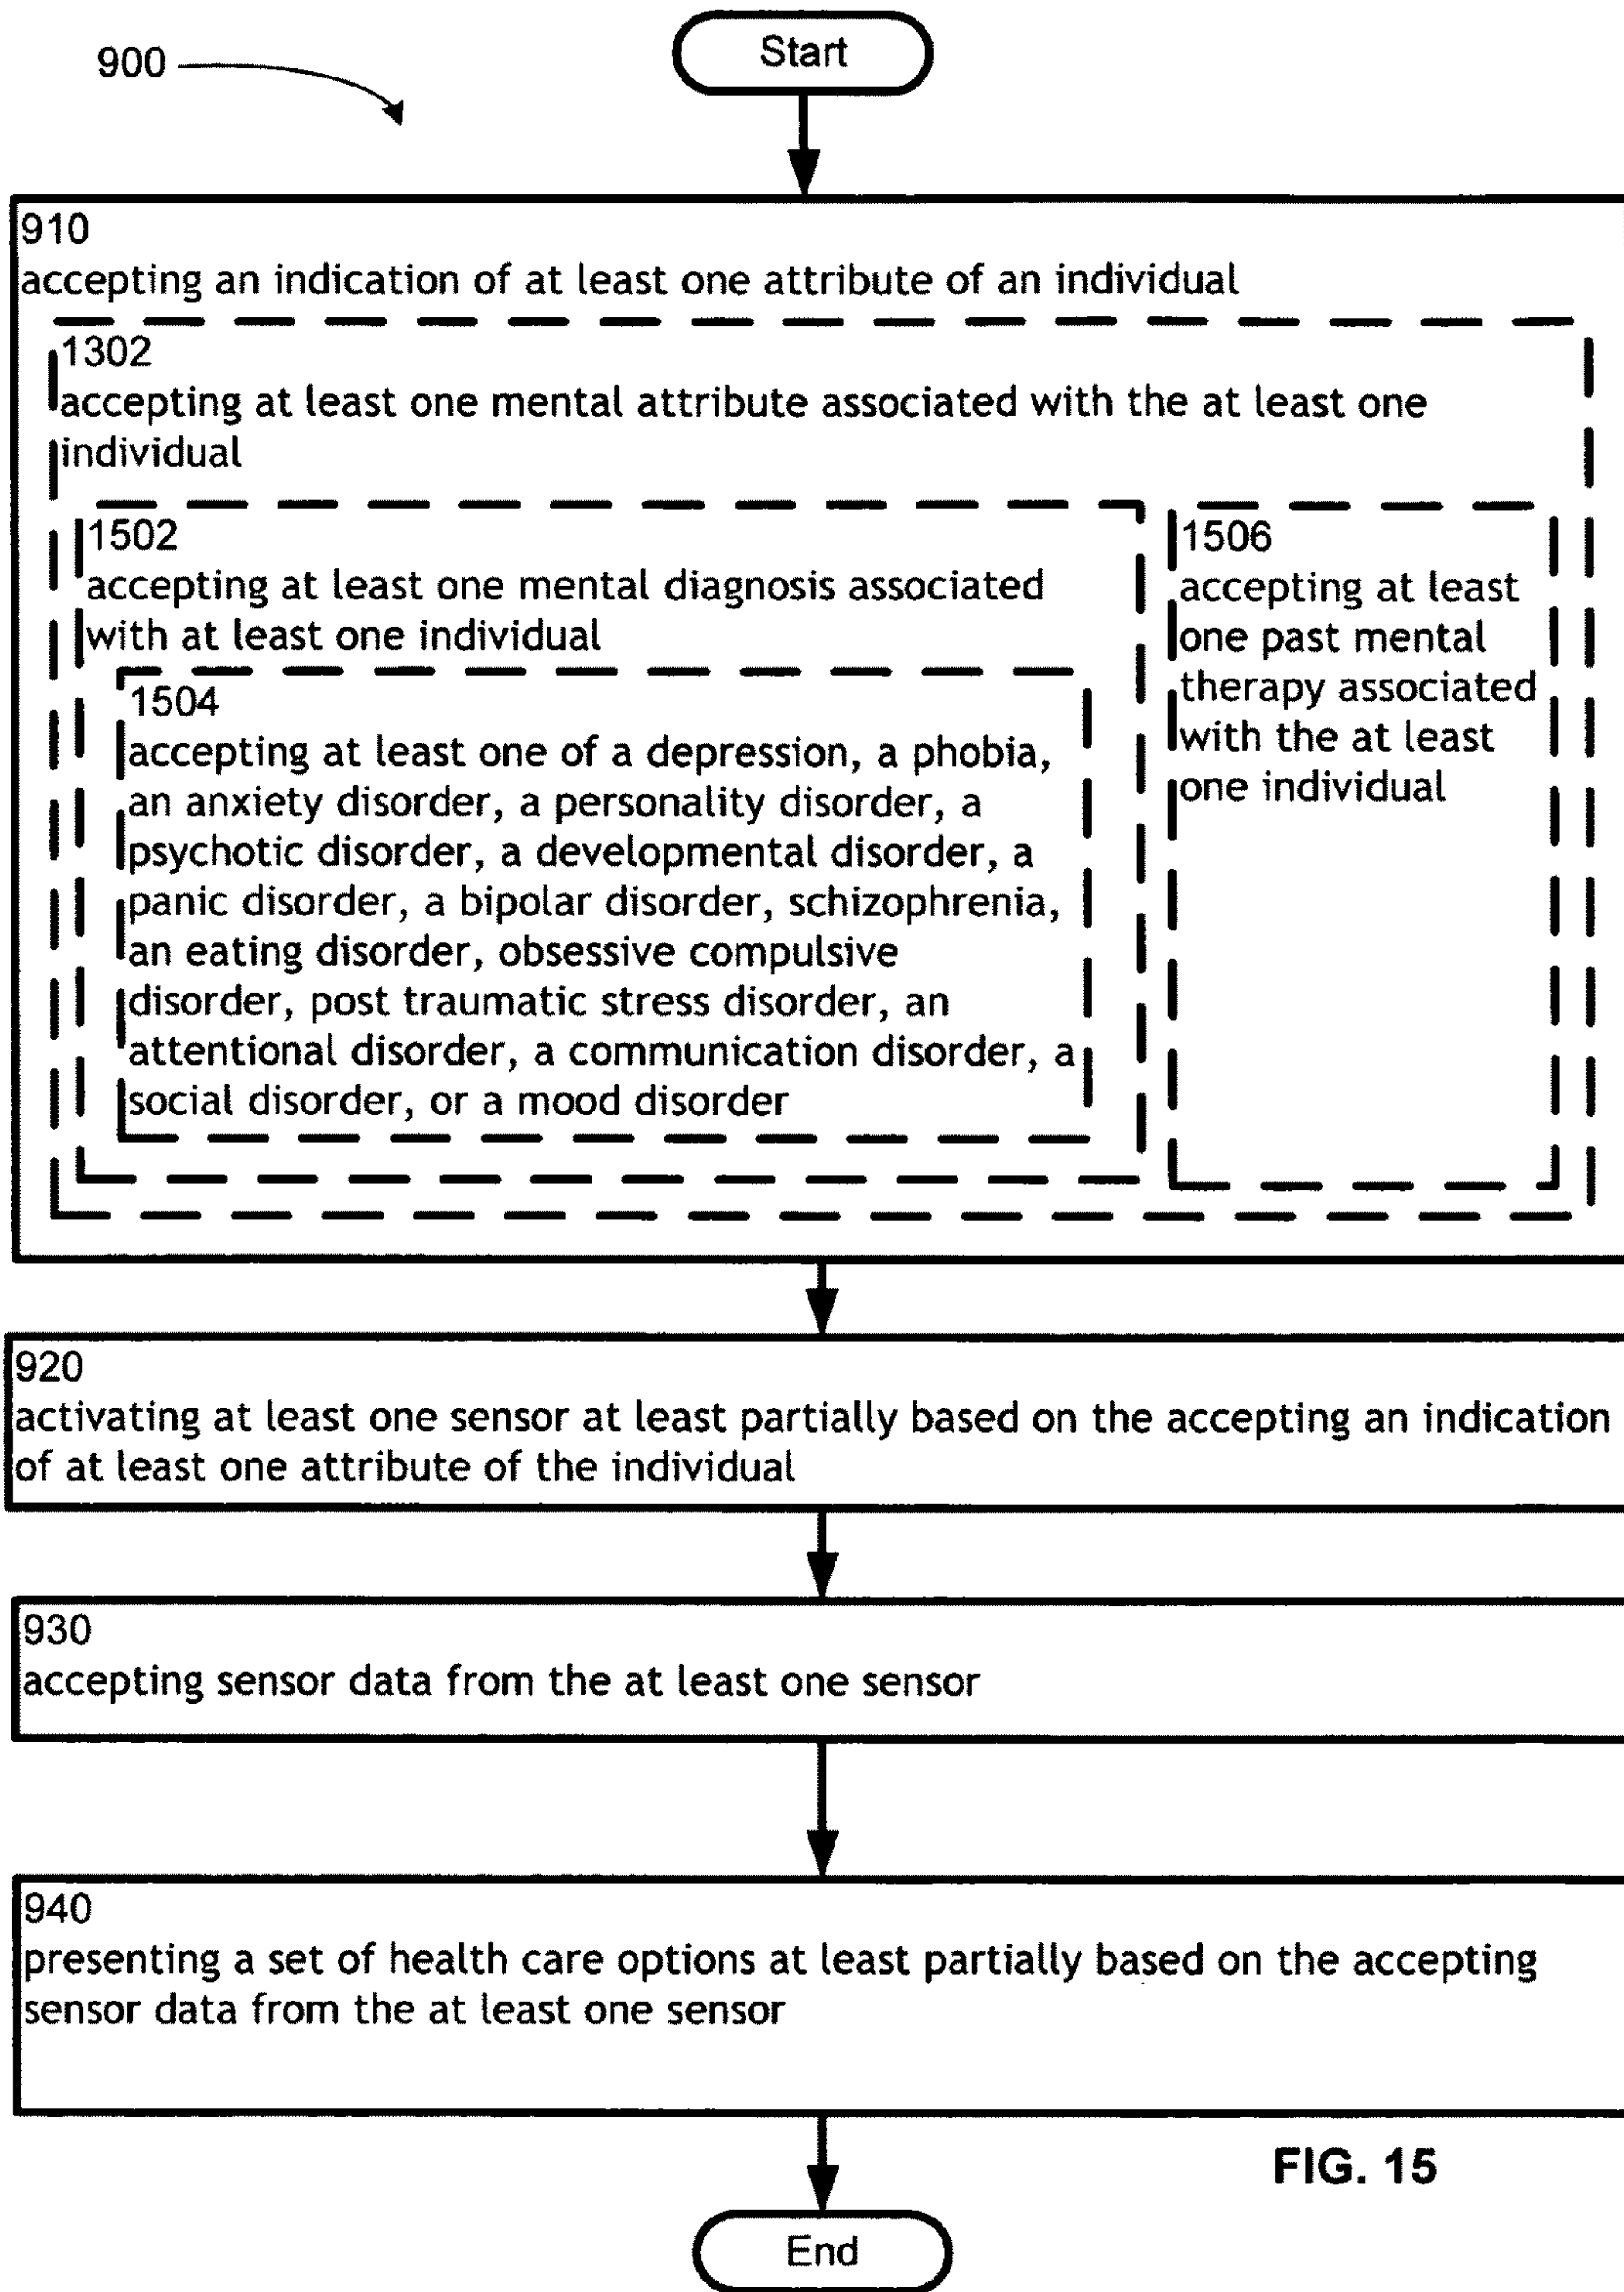 Start
900
910
accepting an indication of at least one attribute of an individual
1302
accepting at least one mental attribute associated with the at least one
individual
1502
accepting at least one mental diagnosis associated
with at least one individual
1504
accepting at least one of a depression, a phobia,
an anxiety disorder, a personality disorder, a
psychotic disorder, a developmental disorder, a
panic disorder, a bipolar disorder, schizophrenia,
an eating disorder, obsessive compulsive
disorder, post traumatic stress disorder, an
attentional disorder, a communication disorder, a
social disorder, or a mood disorder
1506
accepting at least
one past mental
therapy associated
with the at least
one individual
920
activating at least one sensor at least partially based on the accepting an indication
of at least one attribute of the individual
930
accepting sensor data from the at least one sensor
940
presenting a set of health care options at least partially based on the accepting
sensor data from the at least one sensor
FIG. 15
End